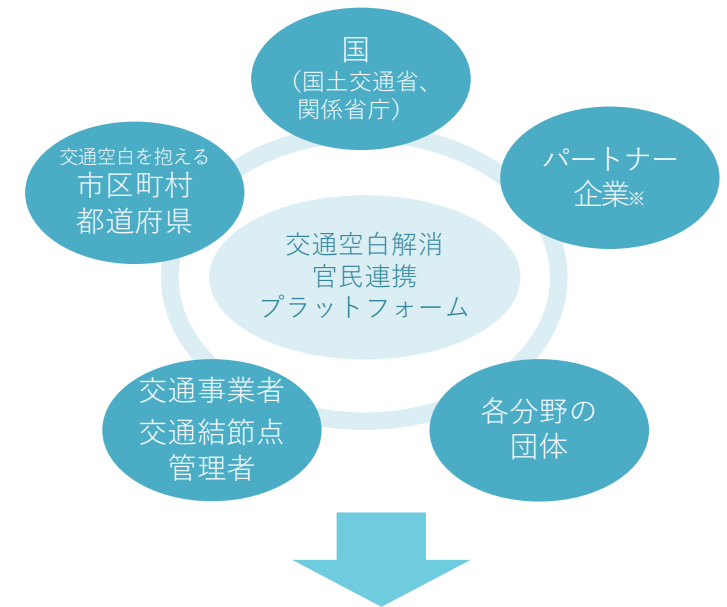 国
（国土交通省、
関係省庁）
パートナー
企業※
交通空白を抱える
市区町村
都道府県
交通空白解消
官民連携
プラットフォーム
交通事業者
交通結節点
管理者
各分野の
団体